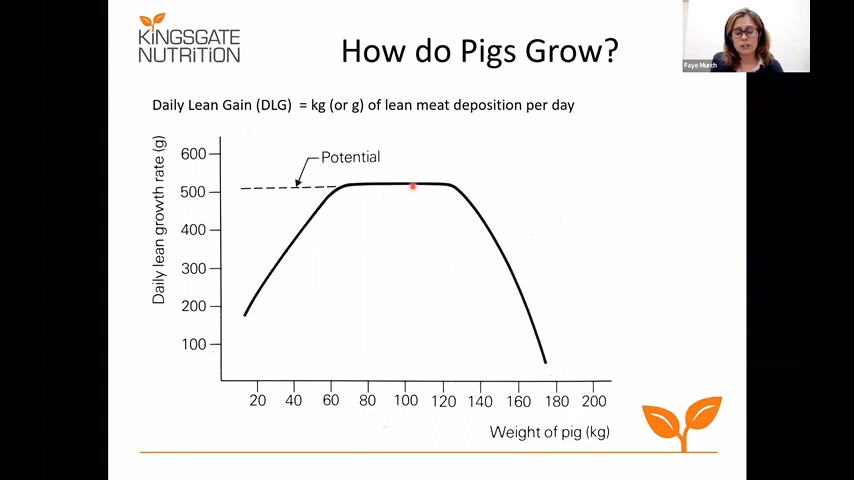 KiNGSGATE
NUTRiTiON
How do Pigs Grow?
Faye Murch
Daily Lean Gain (DLG) = kg (or g) of lean meat deposition per day
Daily lean growth rate (g)
600
500
400
300
200
100
Potential
20 40 60 80 100 120 140 160 180 200
Weight of pig (kg)